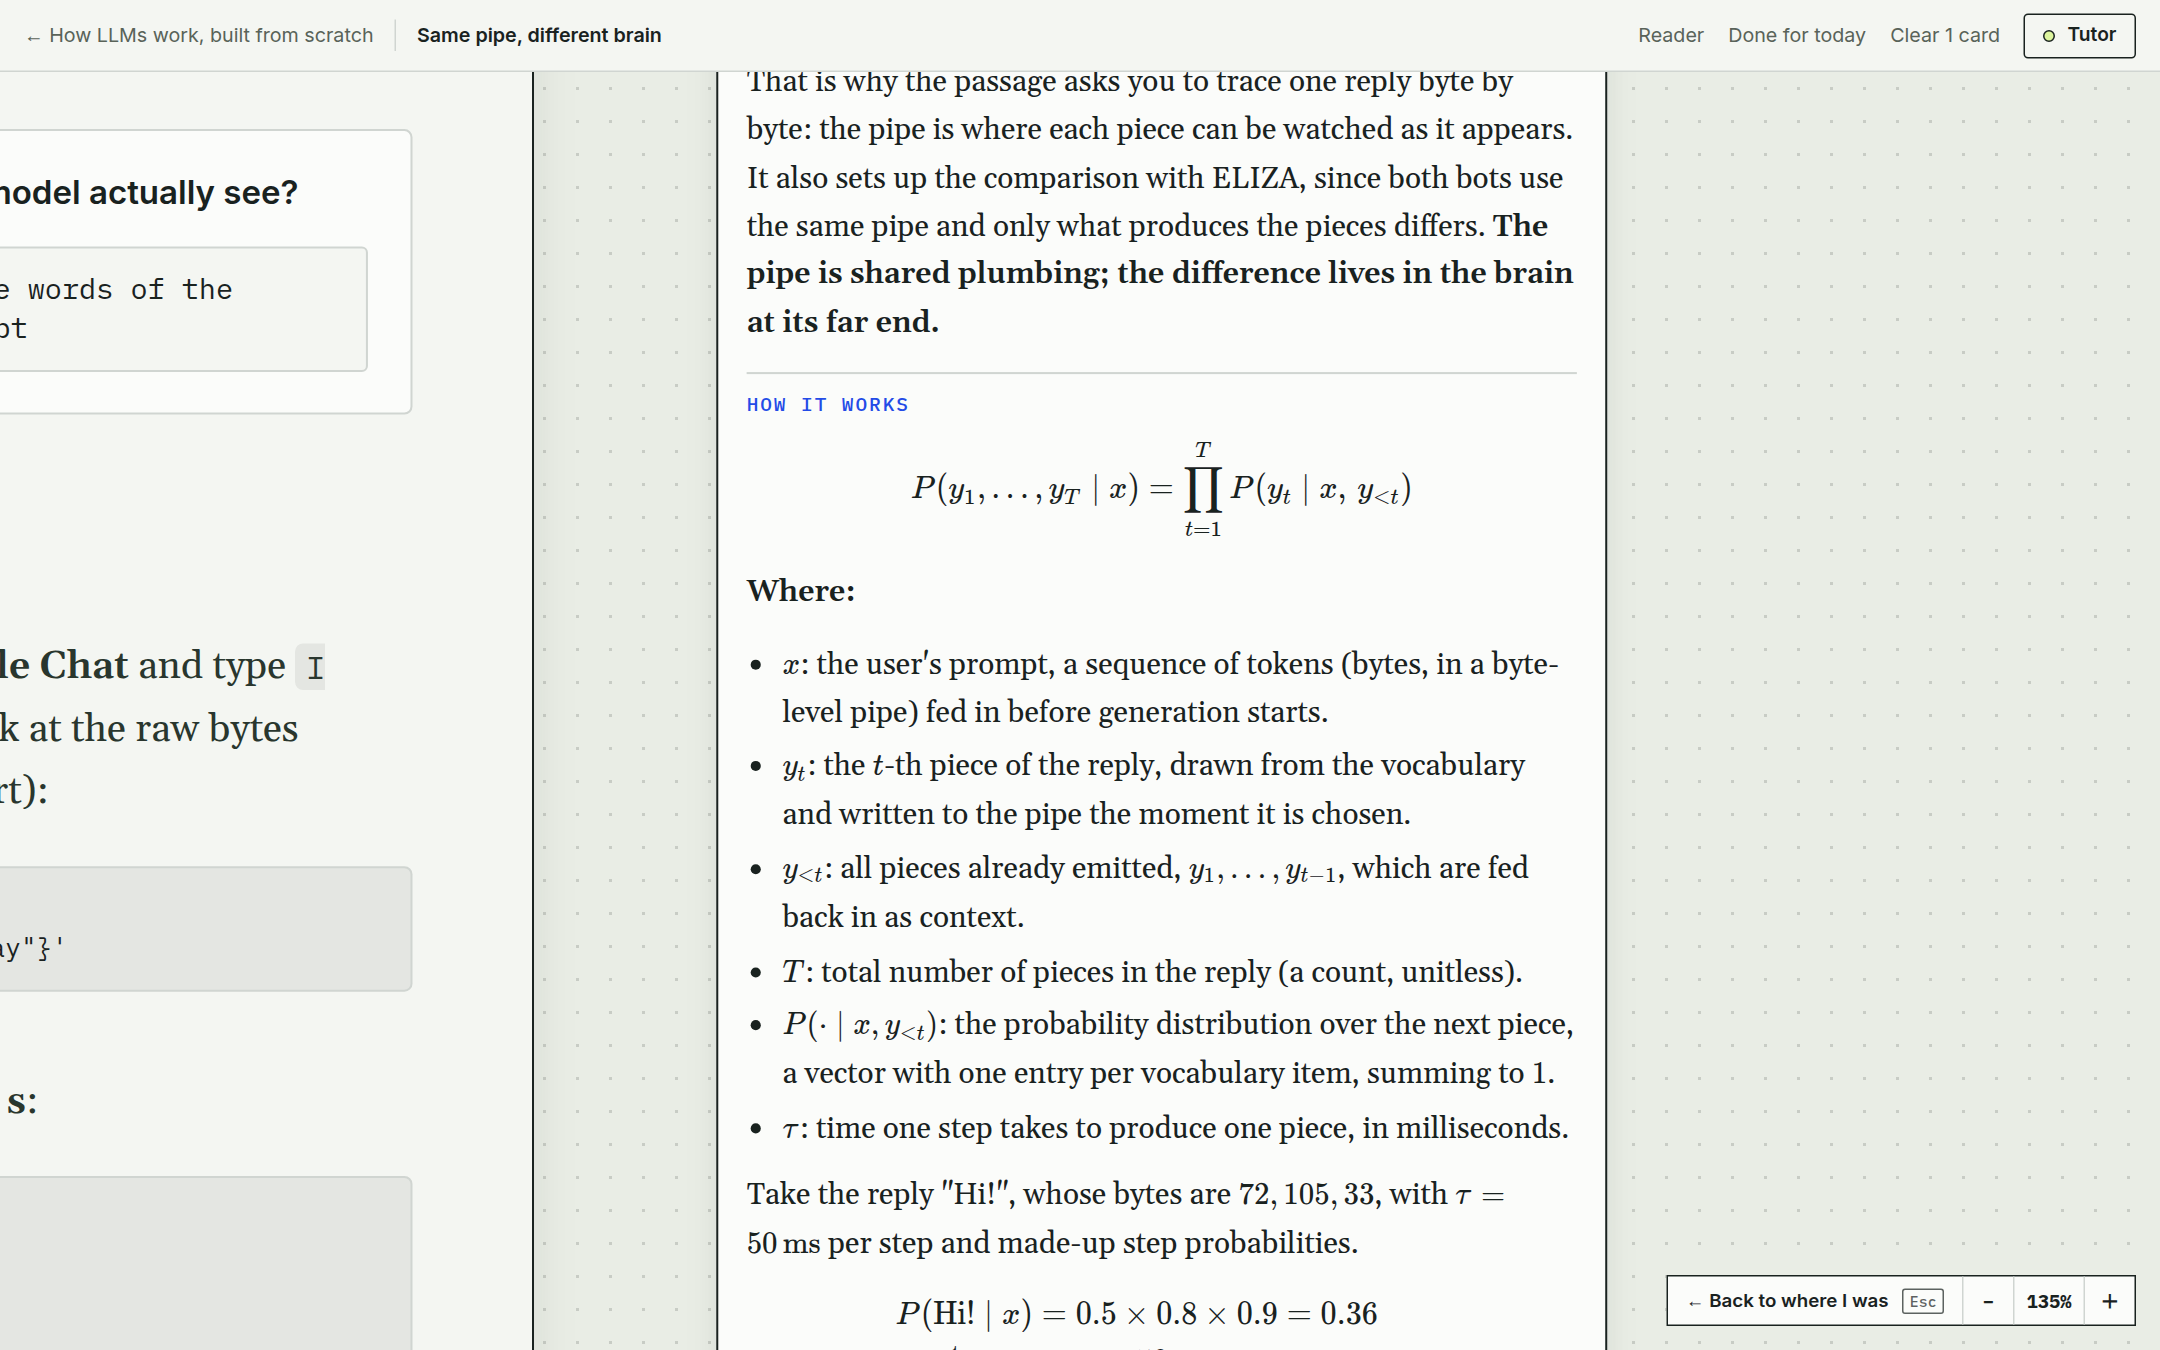 ← How LLMs work, built from scratch
Same pipe, different brain
Reader Done for today Clear 1 card Tutor
model actually see?
e words of the
pt
le Chat and type I
k at the raw bytes
rt):
ay"}'
s:
That is why the passage asks you to trace one reply byte by
byte: the pipe is where each piece can be watched as it appears.
It also sets up the comparison with ELIZA, since both bots use
the same pipe and only what produces the pieces differs. The
pipe is shared plumbing; the difference lives in the brain
at its far end.
HOW IT WORKS
P(y_1, ..., y_T | x) = ∏_{t=1}^{T} P(y_t | x, y_{<t})
Where:
• x: the user's prompt, a sequence of tokens (bytes, in a byte-
level pipe) fed in before generation starts.
• y_t: the t-th piece of the reply, drawn from the vocabulary
and written to the pipe the moment it is chosen.
• y_{<t}: all pieces already emitted, y_1, ..., y_{t−1}, which are fed
back in as context.
• T: total number of pieces in the reply (a count, unitless).
• P(· | x, y_{<t}): the probability distribution over the next piece,
a vector with one entry per vocabulary item, summing to 1.
• τ: time one step takes to produce one piece, in milliseconds.
Take the reply "Hi!", whose bytes are 72, 105, 33, with τ =
50 ms per step and made-up step probabilities.
P(Hi! | x) = 0.5 × 0.8 × 0.9 = 0.36
← Back to where I was Esc − 135% +